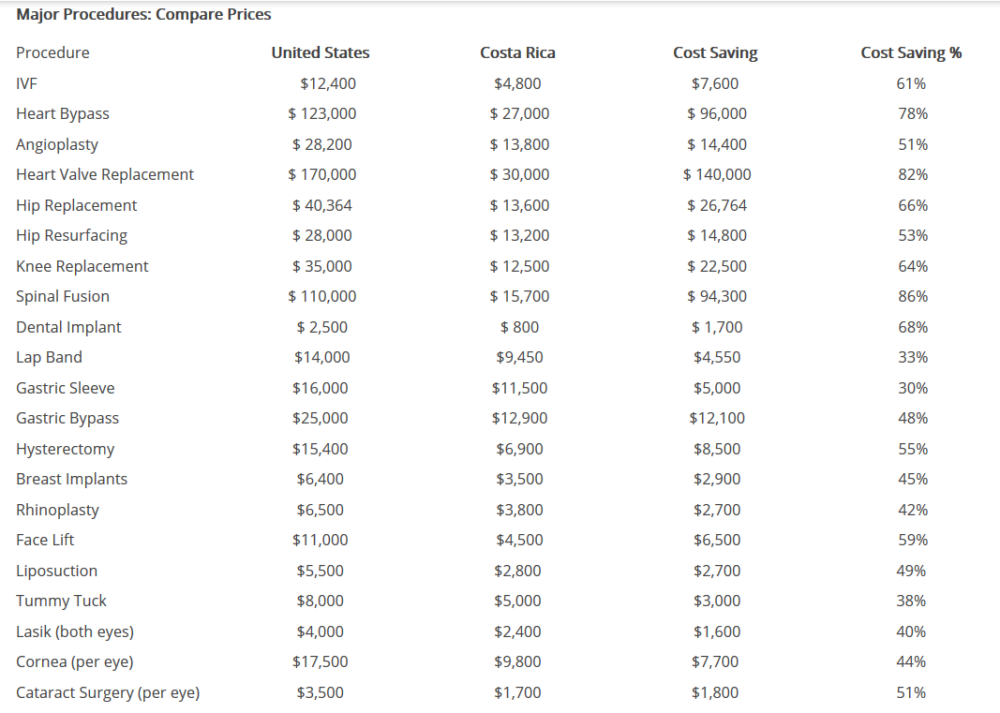 Major Procedures: Compare Prices
Procedure United States Costa Rica Cost Saving Cost Saving %
IVF $12,400 $4,800 $7,600 61%
Heart Bypass $ 123,000 $ 27,000 $ 96,000 78%
Angioplasty $ 28,200 $ 13,800 $ 14,400 51%
Heart Valve Replacement $ 170,000 $ 30,000 $ 140,000 82%
Hip Replacement $ 40,364 $ 13,600 $ 26,764 66%
Hip Resurfacing $ 28,000 $ 13,200 $ 14,800 53%
Knee Replacement $ 35,000 $ 12,500 $ 22,500 64%
Spinal Fusion $ 110,000 $ 15,700 $ 94,300 86%
Dental Implant $ 2,500 $ 800 $ 1,700 68%
Lap Band $14,000 $9,450 $4,550 33%
Gastric Sleeve $16,000 $11,500 $5,000 30%
Gastric Bypass $25,000 $12,900 $12,100 48%
Hysterectomy $15,400 $6,900 $8,500 55%
Breast Implants $6,400 $3,500 $2,900 45%
Rhinoplasty $6,500 $3,800 $2,700 42%
Face Lift $11,000 $4,500 $6,500 59%
Liposuction $5,500 $2,800 $2,700 49%
Tummy Tuck $8,000 $5,000 $3,000 38%
Lasik (both eyes) $4,000 $2,400 $1,600 40%
Cornea (per eye) $17,500 $9,800 $7,700 44%
Cataract Surgery (per eye) $3,500 $1,700 $1,800 51%